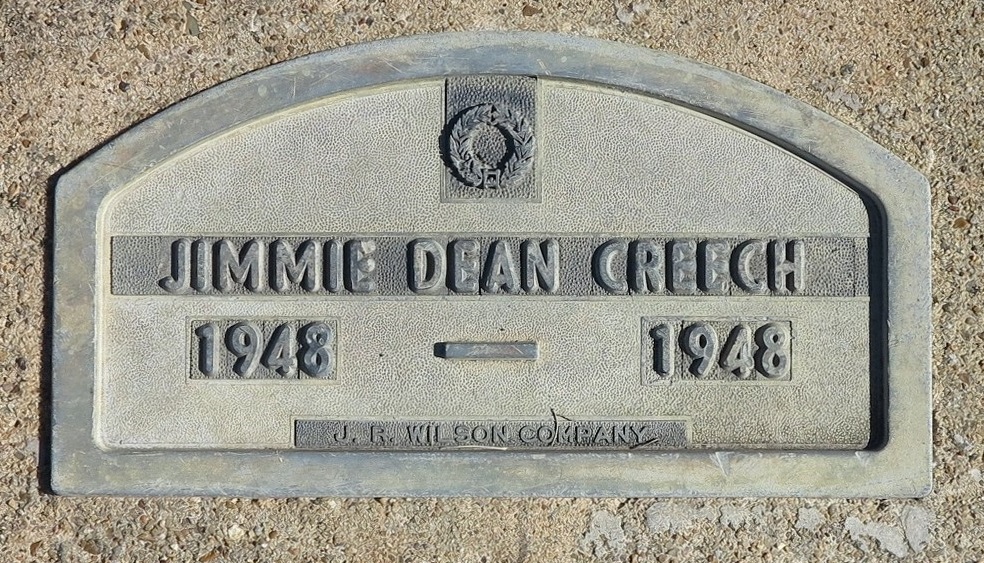 JIMMIE DEAN CREECH
1948 — 1948
J. R. WILSON COMPANY